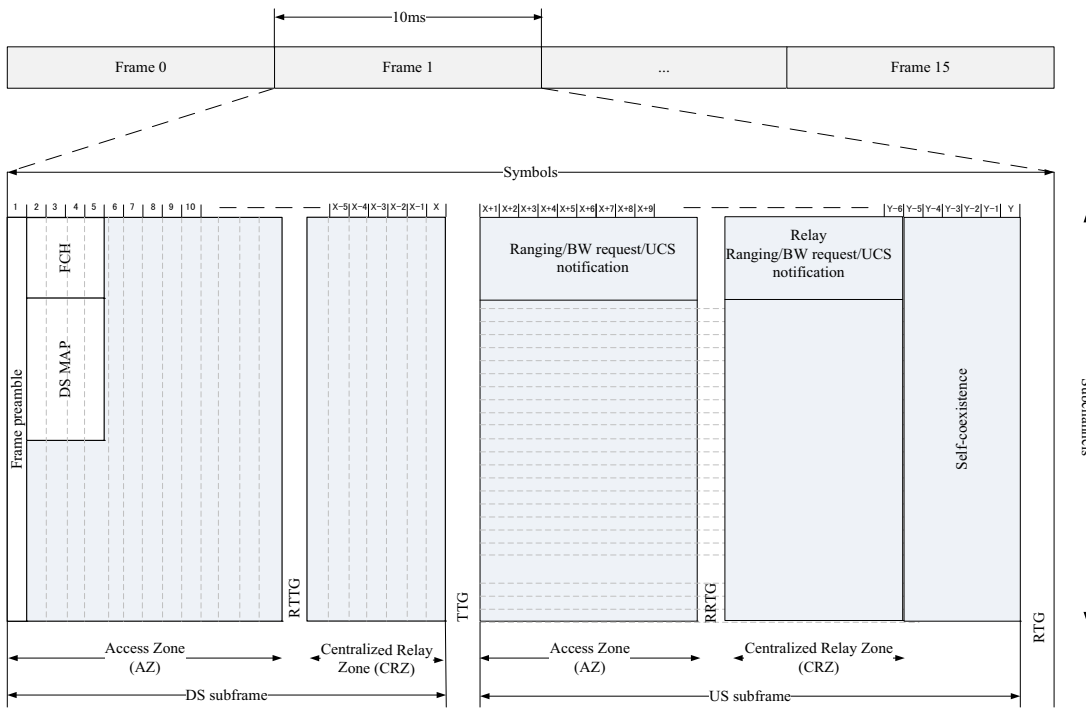 10ms
Frame 0
Frame 1
...
Frame 15
Symbols
1 2 3 4 5 6 7 8 9 10
X-5 X-4 X-3 X-2 X-1 X
X+1 X+2 X+3 X+4 X+5 X+6 X+7 X+8 X+9
Y-6 Y-5 Y-4 Y-3 Y-2 Y-1 Y
Frame preamble
FCH
DS MAP
RTTG
TTG
Ranging/BW request/UCS
notification
RRTG
Relay
Ranging/BW request/UCS
notification
Self-coexistence
RTG
Access Zone
(AZ)
Centralized Relay
Zone (CRZ)
Access Zone
(AZ)
Centralized Relay Zone
(CRZ)
DS subframe
US subframe